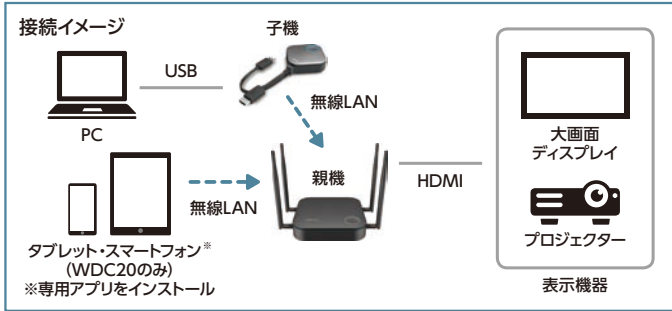 接続イメージ
子機
USB
無線LAN
PC
大画面
ディスプレイ
親機
HDMI
無線LAN
タブレット・スマートフォン※
(WDC20のみ)
※専用アプリをインストール
プロジェクター
表示機器